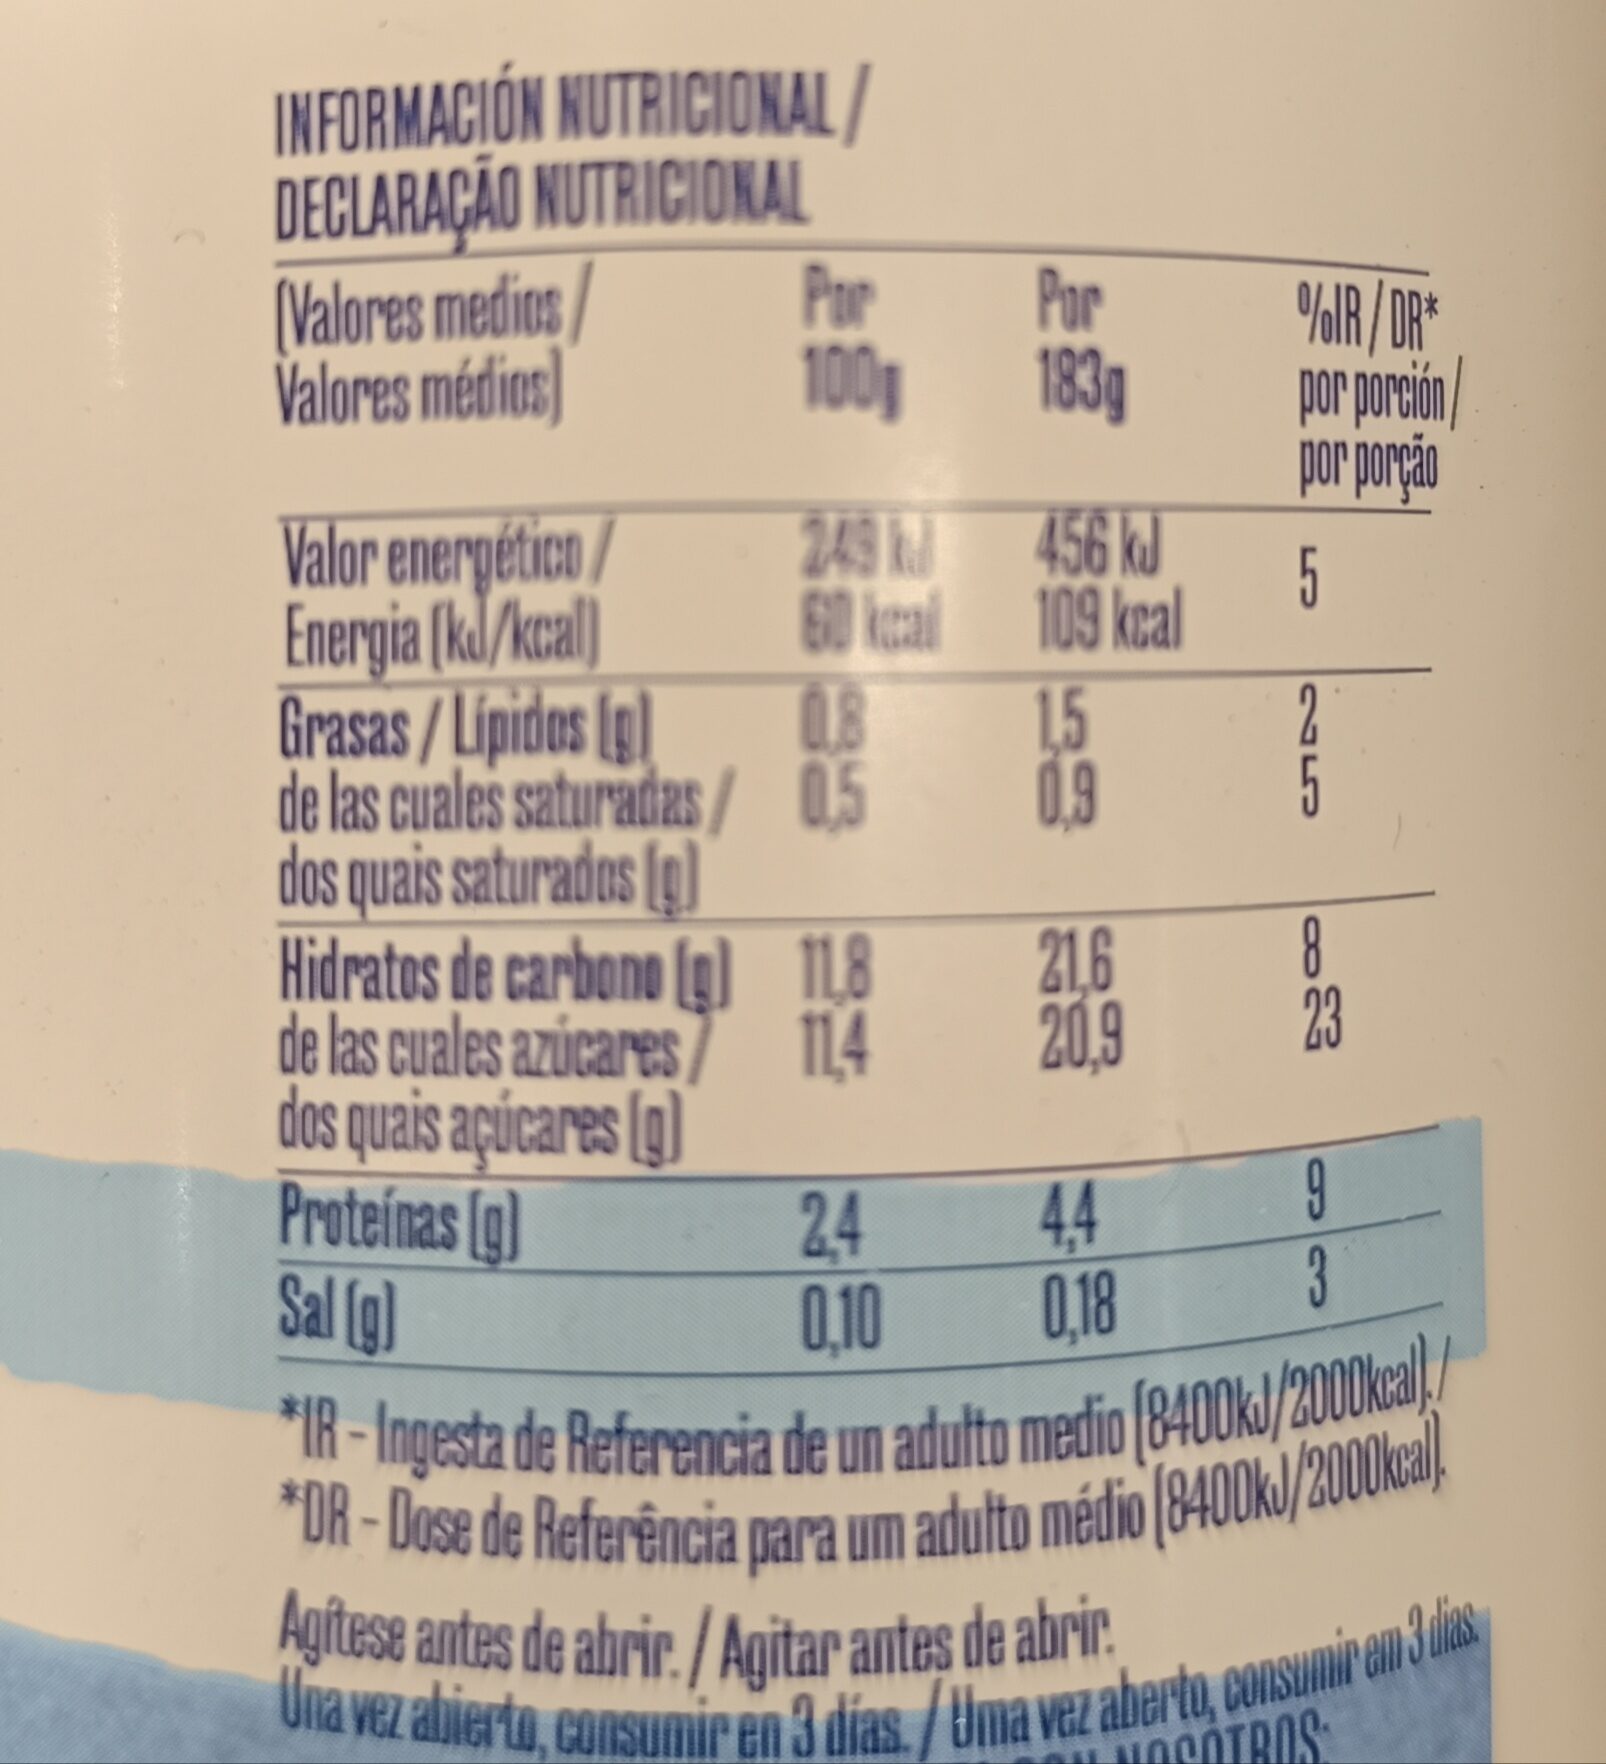 INFORMACIÓN NUTRICIONAL /
DECLARAÇÃO NUTRICIONAL
(Valores medios / Por Por %IR / DR*
Valores médios) 100g 183g por porción /
por porção
Valor energético / 249 kJ 456 kJ 5
Energia (kJ/kcal) 60 kcal 109 kcal
Grasas / Lípidos (g) 0,8 1,5 2
de las cuales saturadas / 0,5 0,9 5
dos quais saturados (g)
Hidratos de carbono (g) 11,8 21,6 8
de las cuales azúcares / 11,4 20,9 23
dos quais açúcares (g)
Proteínas (g) 2,4 4,4 9
Sal (g) 0,10 0,18 3
*IR - Ingesta de Referencia de un adulto medio (8400kJ/2000kcal). /
*DR - Dose de Referência para um adulto médio (8400kJ/2000kcal).
Agítese antes de abrir. / Agitar antes de abrir.
Una vez abierto, consumir en 3 días. / Uma vez aberto, consumir em 3 dias.
NOSOTROS: